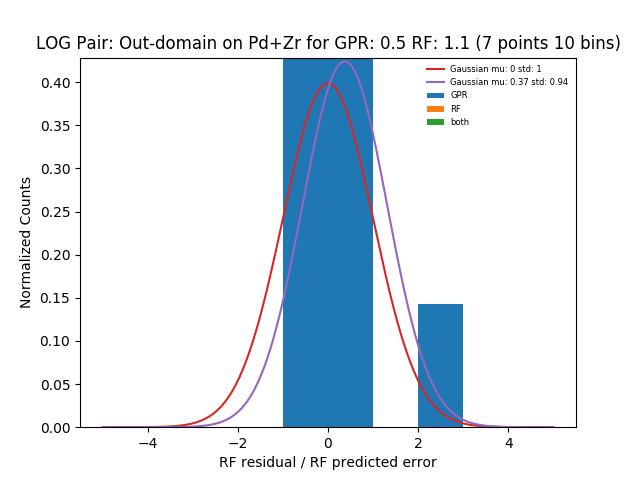 LOG Pair: Out-domain on Pd+Zr for GPR: 0.5 RF: 1.1 (7 points 10 bins)
Gaussian mu: 0 std: 1
Gaussian mu: 0.37 std: 0.94
GPR
RF
both
Normalized Counts
0.40
0.35
0.30
0.25
0.20
0.15
0.10
0.05
0.00
−4 −2 0 2 4
RF residual / RF predicted error